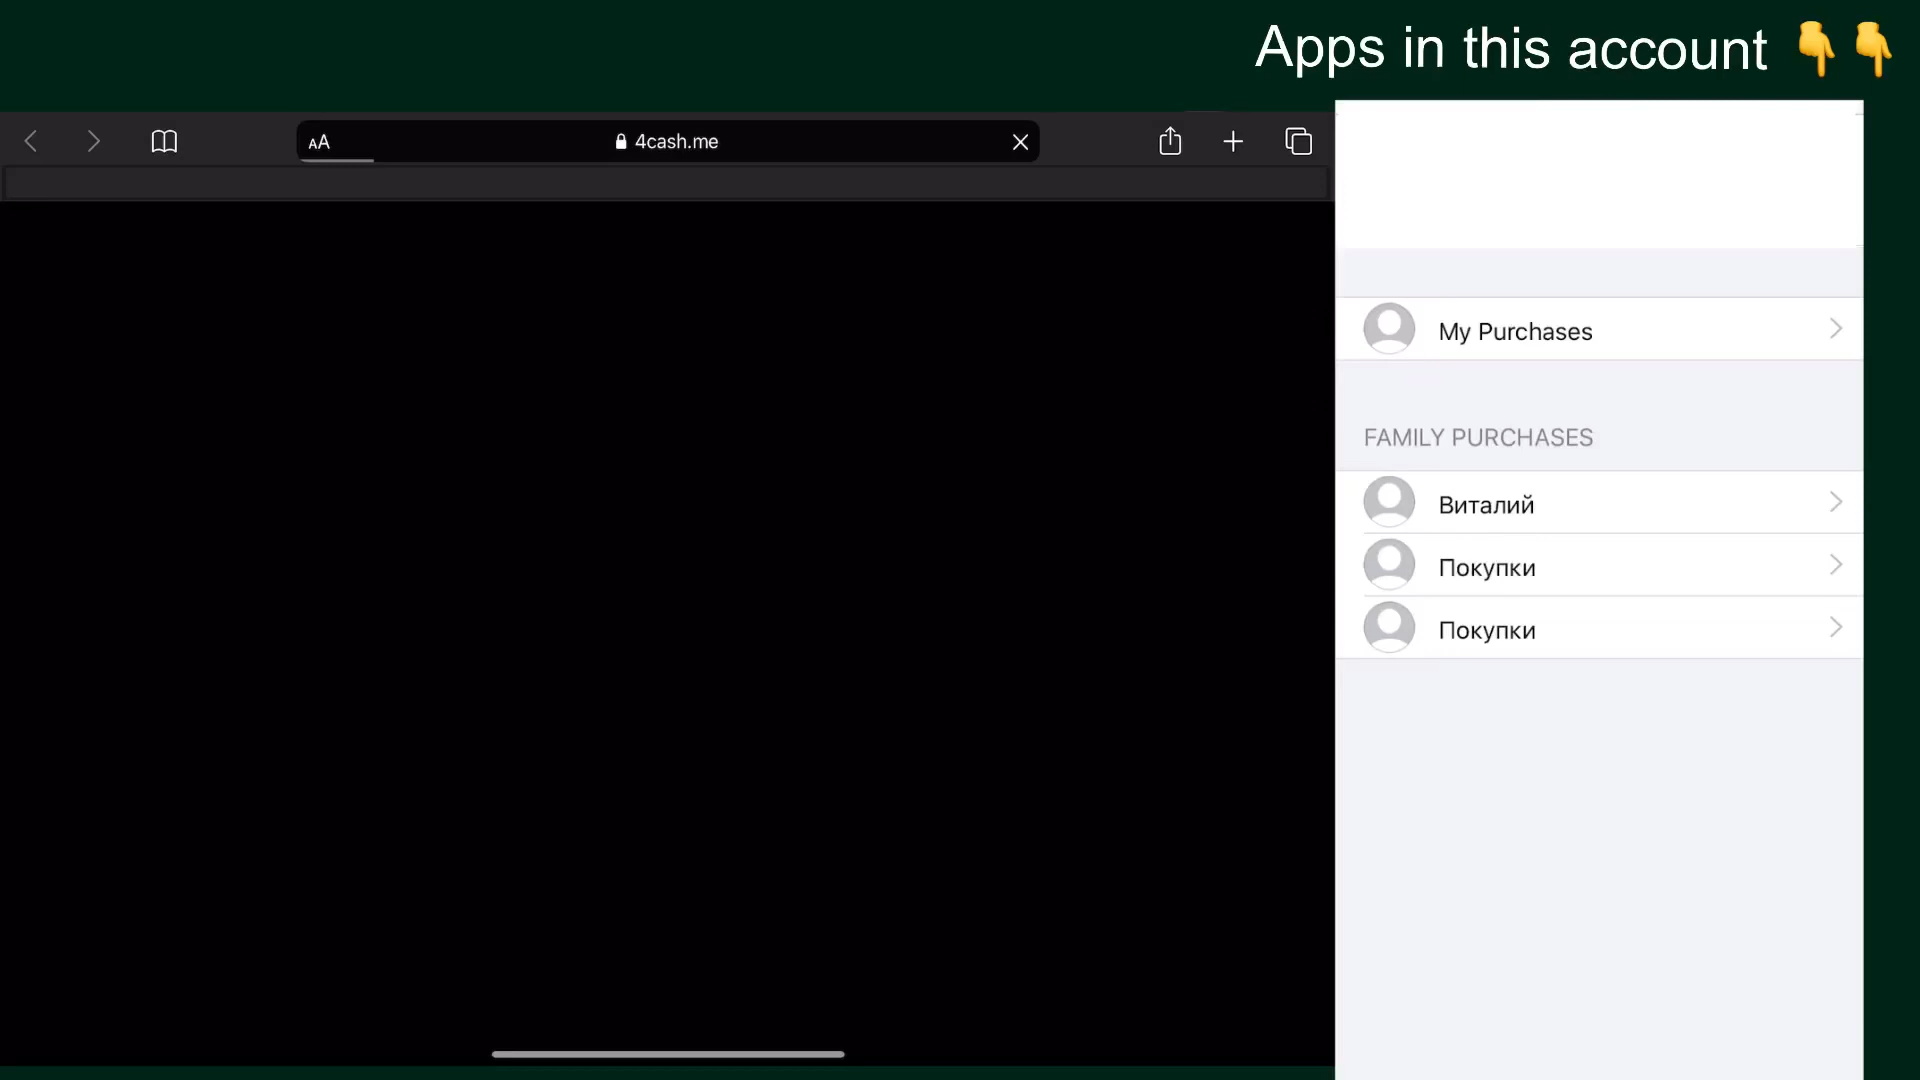 Apps in this account 👇👇
AA
4cash.me
My Purchases
FAMILY PURCHASES
Виталий
Покупки
Покупки